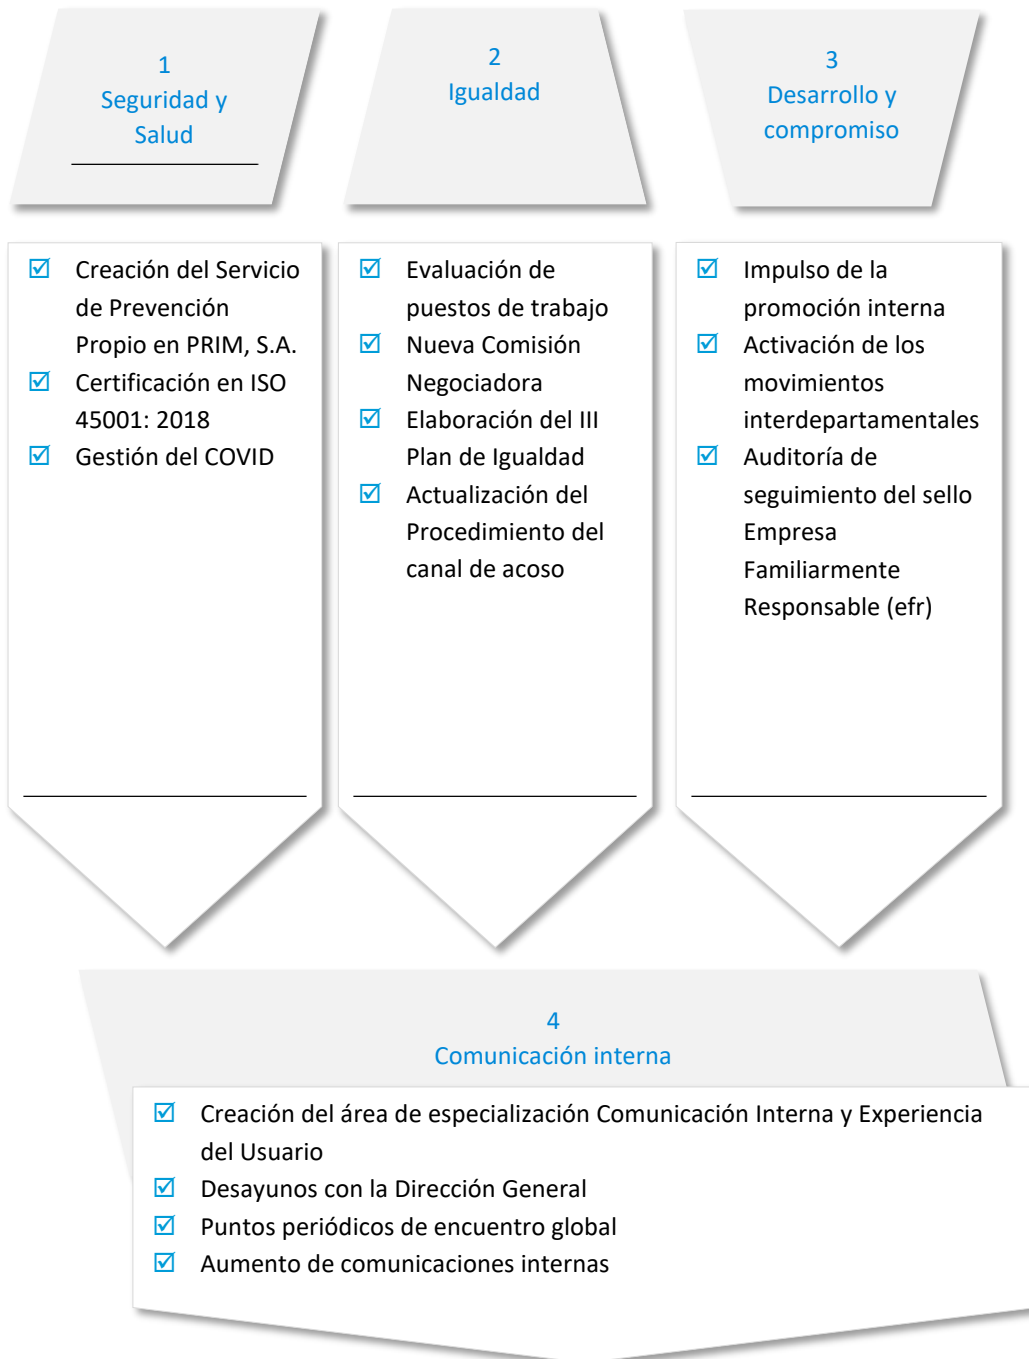 1
Seguridad y
Salud
Creación del Servicio
de Prevención
Propio en PRIM, S.A.
Certificación en ISO
45001: 2018
Gestión del COVID
2
Igualdad
Evaluación de
puestos de trabajo
Nueva Comisión
Negociadora
Elaboración del III
Plan de Igualdad
Actualización del
Procedimiento del
canal de acoso
3
Desarrollo y
compromiso
Impulso de la
promoción interna
Activación de los
movimientos
interdepartamentales
Auditoría de
seguimiento del sello
Empresa
Familiarmente
Responsable (efr)
4
Comunicación interna
Creación del área de especialización Comunicación Interna y Experiencia
del Usuario
Desayunos con la Dirección General
Puntos periódicos de encuentro global
Aumento de comunicaciones internas